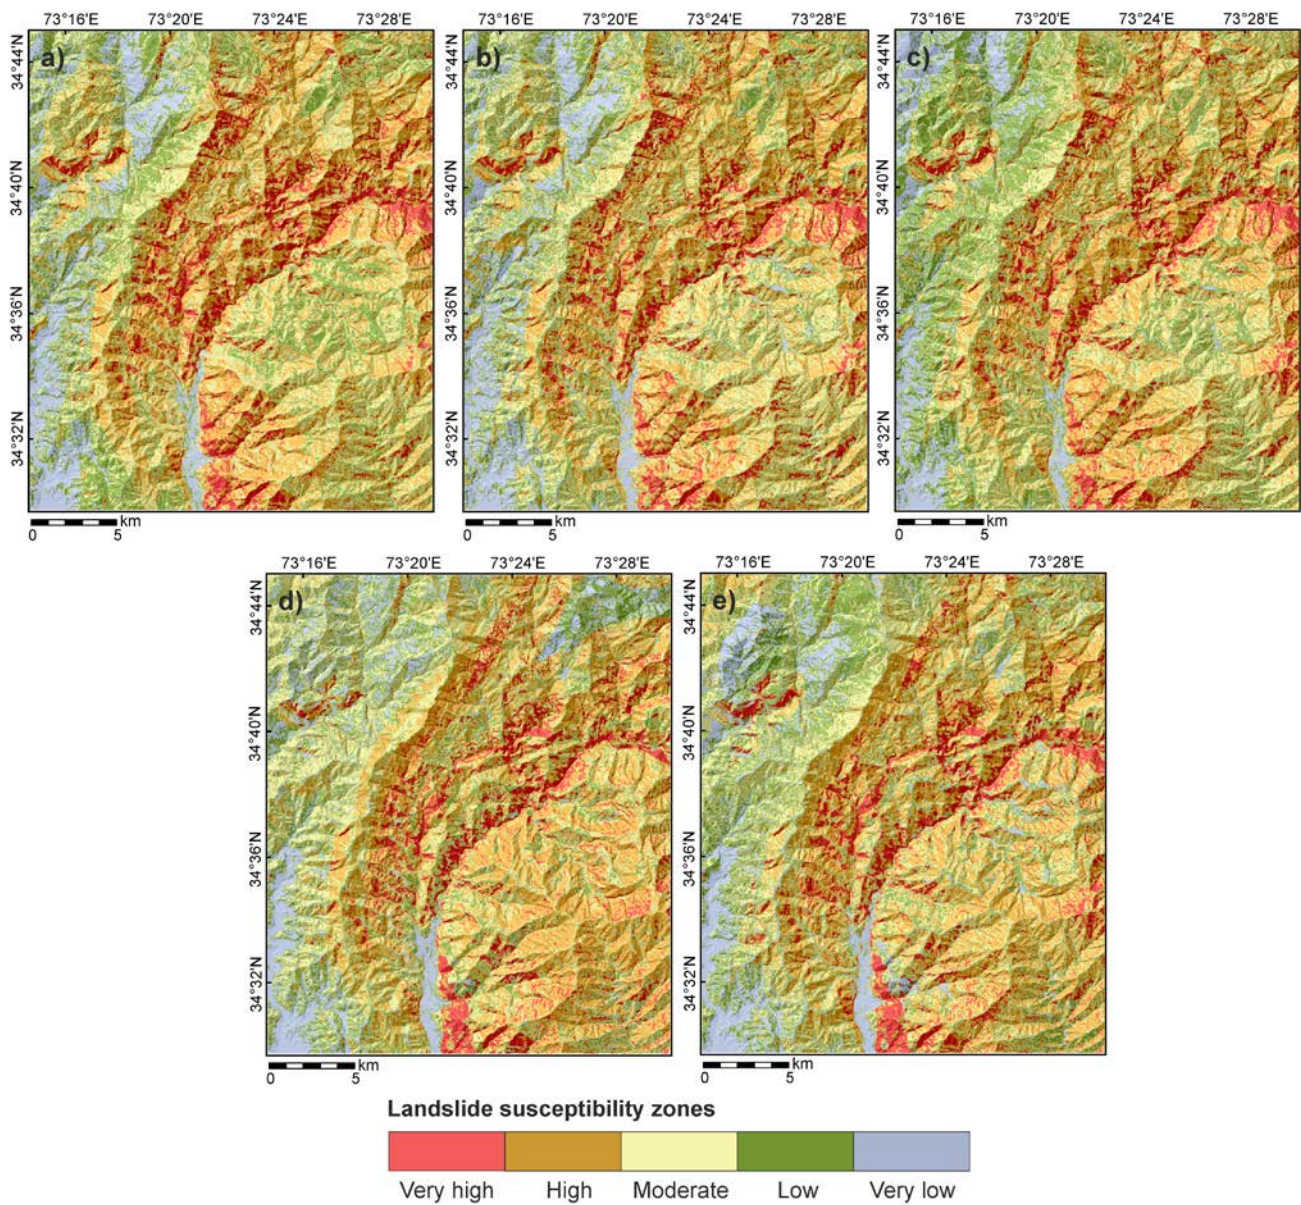 73°16'E 73°20'E 73°24'E 73°28'E 73°16'E 73°20'E 73°24'E 73°28'E 73°16'E 73°20'E 73°24'E 73°28'E
34°44'N a) 34°44'N b) 34°44'N c)
34°40'N 34°40'N 34°40'N
34°36'N 34°36'N 34°36'N
34°32'N 34°32'N 34°32'N
km km km
0 5 0 5 0 5
73°16'E 73°20'E 73°24'E 73°28'E 73°16'E 73°20'E 73°24'E 73°28'E
34°44'N d) 34°44'N e)
34°40'N 34°40'N
34°36'N 34°36'N
34°32'N 34°32'N
km km
0 5 0 5
Landslide susceptibility zones
Very high High Moderate Low Very low